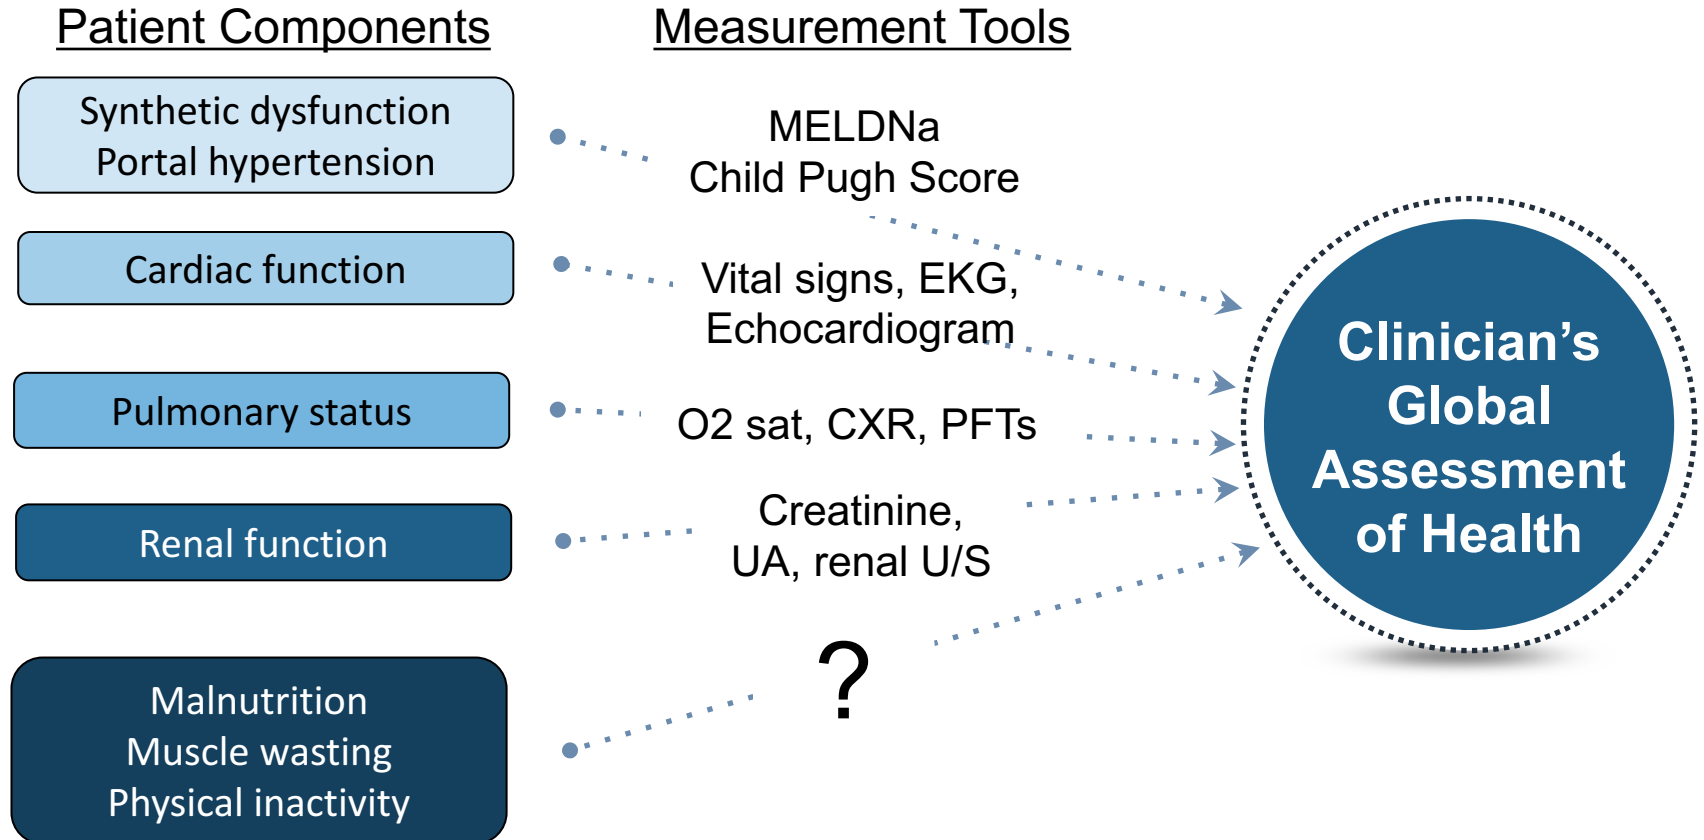 Patient Components
Measurement Tools
Synthetic dysfunction
Portal hypertension
MELDNa
Child Pugh Score
Cardiac function
Vital signs, EKG,
Echocardiogram
Pulmonary status
O2 sat, CXR, PFTs
Renal function
Creatinine,
UA, renal U/S
Malnutrition
Muscle wasting
Physical inactivity
?
Clinician’s
Global
Assessment
of Health